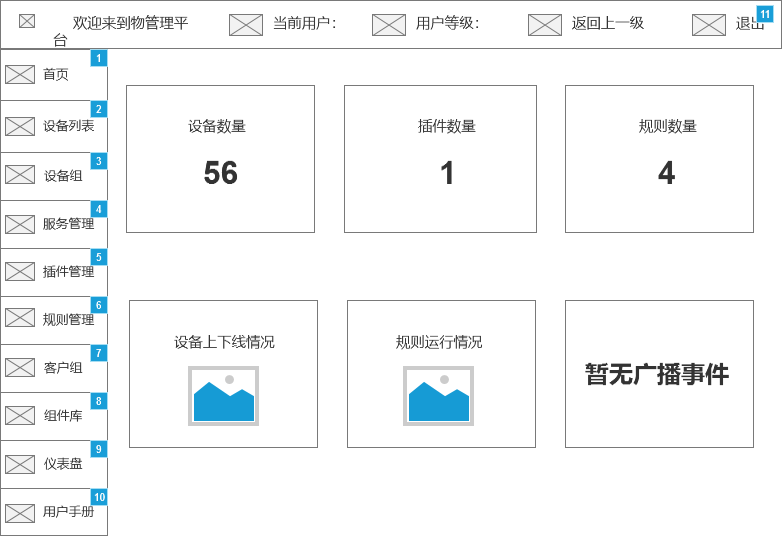 欢迎来到物管理平
台
当前用户：
用户等级：
返回上一级
退出
11
1
首页
2
设备列表
3
设备组
4
服务管理
5
插件管理
6
规则管理
7
客户组
8
组件库
9
仪表盘
10
用户手册
设备数量
56
插件数量
1
规则数量
4
设备上下线情况
规则运行情况
暂无广播事件